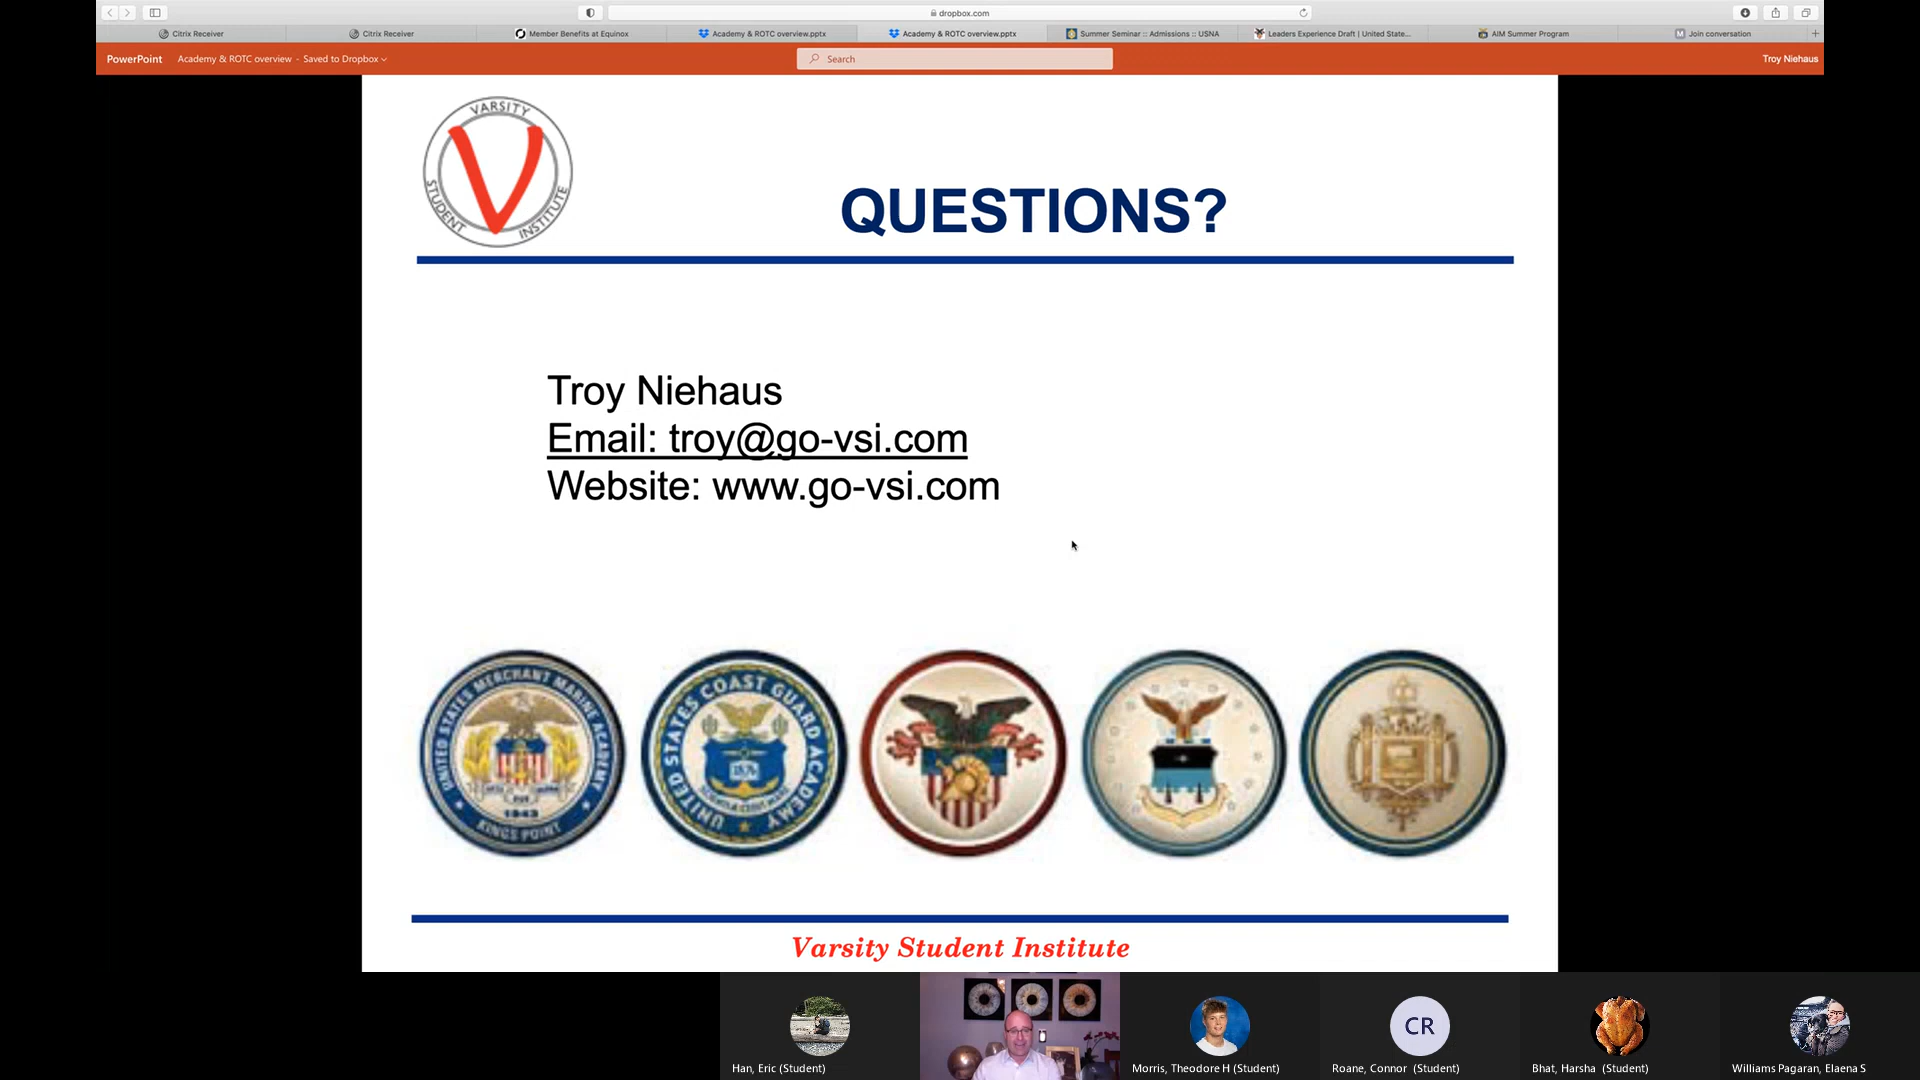 dropbox.com
Citrix Receiver
Citrix Receiver
Member Benefits at Equinox
Academy & ROTC overview.pptx
Academy & ROTC overview.pptx
Summer Seminar :: Admissions :: USNA
Leaders Experience Draft | United State...
AIM Summer Program
M Join conversation
PowerPoint Academy & ROTC overview - Saved to Dropbox
Search
Troy Niehaus
VARSITY
STUDENT INSTITUTE
V
QUESTIONS?
Troy Niehaus
Email: troy@go-vsi.com
Website: www.go-vsi.com
UNITED STATES MERCHANT MARINE ACADEMY
1943
KINGS POINT
UNITED STATES COAST GUARD ACADEMY
Varsity Student Institute
Han, Eric (Student)
Morris, Theodore H (Student)
CR
Roane, Connor (Student)
Bhat, Harsha (Student)
Williams Pagaran, Elaena S